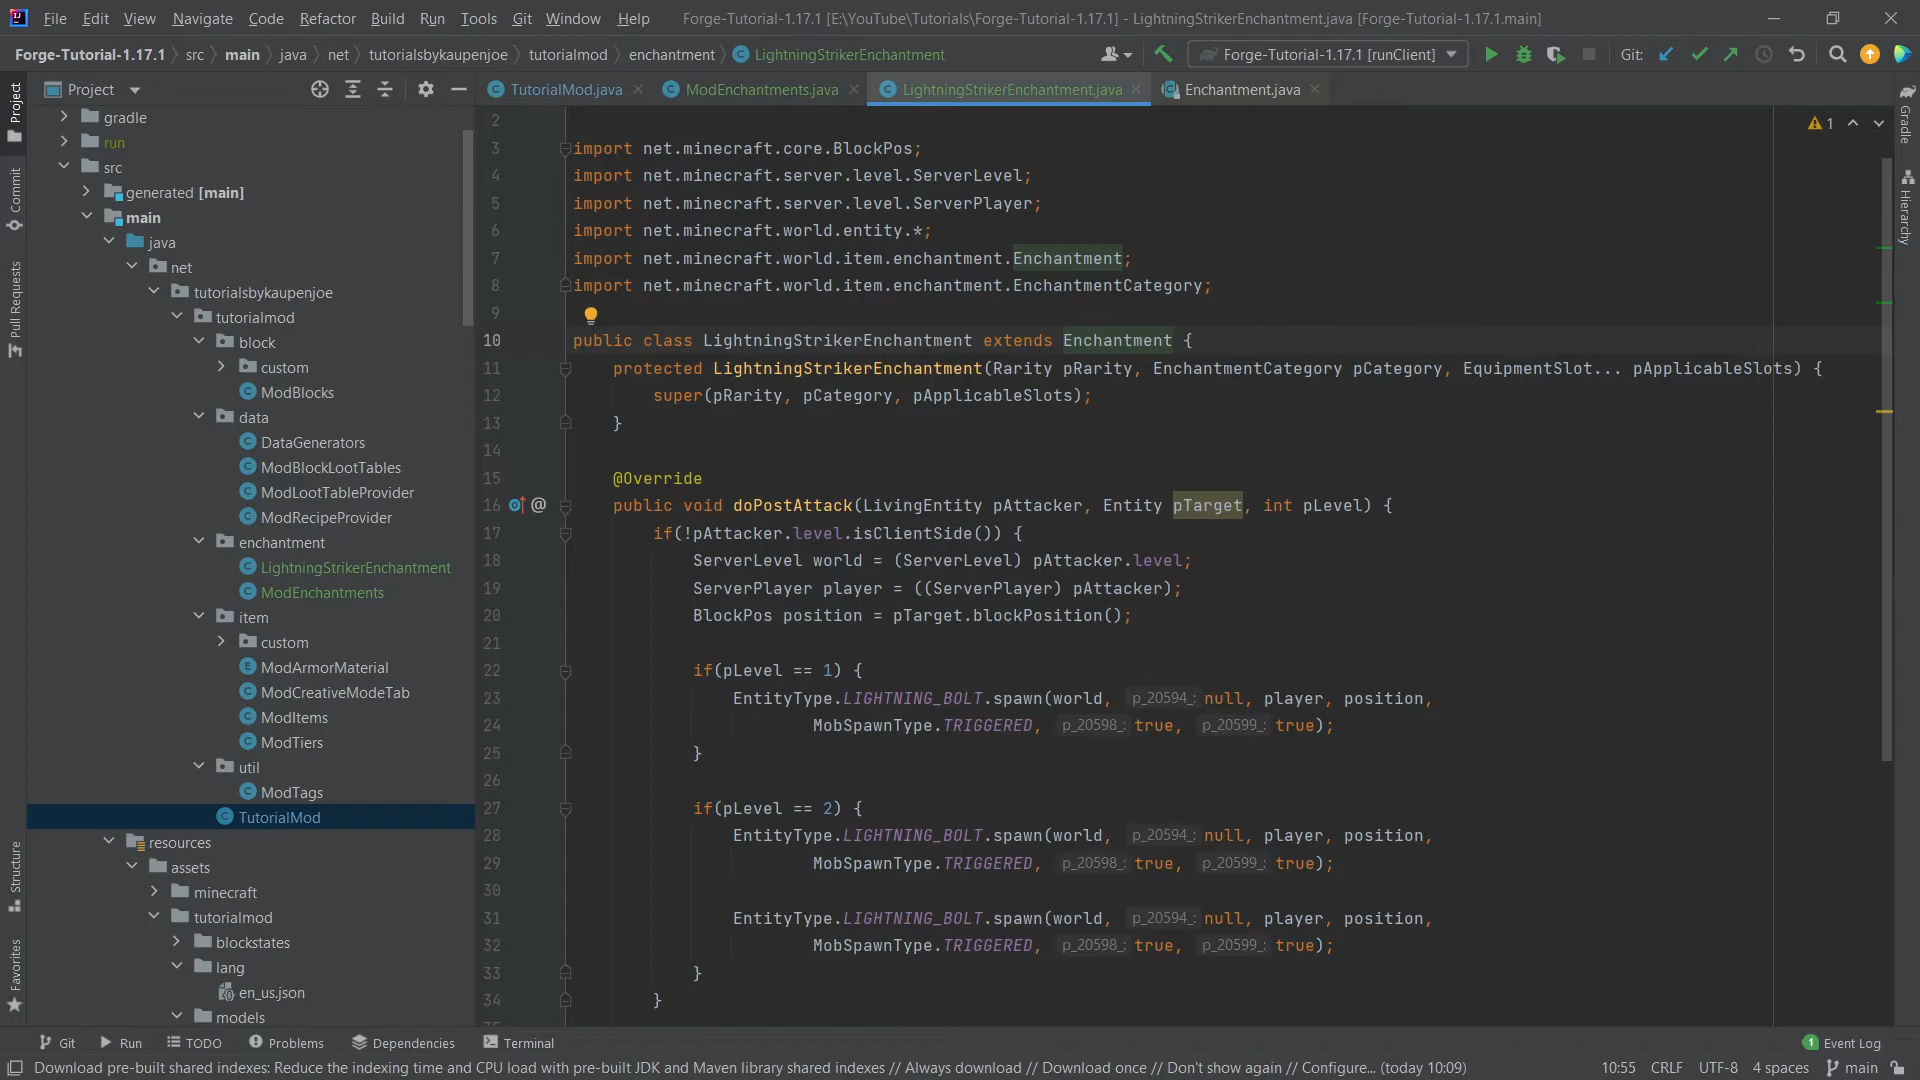 File Edit View Navigate Code Refactor Build Run Tools Git Window Help Forge-Tutorial-1.17.1 [E:\YouTube\Tutorials\Forge-Tutorial-1.17.1] - LightningStrikerEnchantment.java [Forge-Tutorial-1.17.1.main]
Forge-Tutorial-1.17.1 src main java net tutorialsbykaupenjoe tutorialmod enchantment LightningStrikerEnchantment Forge-Tutorial-1.17.1 [runClient] Git:
Project
TutorialMod.java ModEnchantments.java LightningStrikerEnchantment.java Enchantment.java
Project
Commit
Pull Requests
Structure
Favorites
gradle
run
src
generated [main]
main
java
net
tutorialsbykaupenjoe
tutorialmod
block
custom
ModBlocks
data
DataGenerators
ModBlockLootTables
ModLootTableProvider
ModRecipeProvider
enchantment
LightningStrikerEnchantment
ModEnchantments
item
custom
ModArmorMaterial
ModCreativeModeTab
ModItems
ModTiers
util
ModTags
TutorialMod
resources
assets
minecraft
tutorialmod
blockstates
lang
en_us.json
models
2
3 import net.minecraft.core.BlockPos;
4 import net.minecraft.server.level.ServerLevel;
5 import net.minecraft.server.level.ServerPlayer;
6 import net.minecraft.world.entity.*;
7 import net.minecraft.world.item.enchantment.Enchantment;
8 import net.minecraft.world.item.enchantment.EnchantmentCategory;
9
10 public class LightningStrikerEnchantment extends Enchantment {
11 protected LightningStrikerEnchantment(Rarity pRarity, EnchantmentCategory pCategory, EquipmentSlot... pApplicableSlots) {
12 super(pRarity, pCategory, pApplicableSlots);
13 }
14
15 @Override
16 @ public void doPostAttack(LivingEntity pAttacker, Entity pTarget, int pLevel) {
17 if(!pAttacker.level.isClientSide()) {
18 ServerLevel world = (ServerLevel) pAttacker.level;
19 ServerPlayer player = ((ServerPlayer) pAttacker);
20 BlockPos position = pTarget.blockPosition();
21
22 if(pLevel == 1) {
23 EntityType.LIGHTNING_BOLT.spawn(world, p_20594_: null, player, position,
24 MobSpawnType.TRIGGERED, p_20598_: true, p_20599_: true);
25 }
26
27 if(pLevel == 2) {
28 EntityType.LIGHTNING_BOLT.spawn(world, p_20594_: null, player, position,
29 MobSpawnType.TRIGGERED, p_20598_: true, p_20599_: true);
30
31 EntityType.LIGHTNING_BOLT.spawn(world, p_20594_: null, player, position,
32 MobSpawnType.TRIGGERED, p_20598_: true, p_20599_: true);
33 }
34 }
1
Gradle
Hierarchy
Git Run TODO Problems Dependencies Terminal 1 Event Log
Download pre-built shared indexes: Reduce the indexing time and CPU load with pre-built JDK and Maven library shared indexes // Always download // Download once // Don't show again // Configure... (today 10:09) 10:55 CRLF UTF-8 4 spaces main